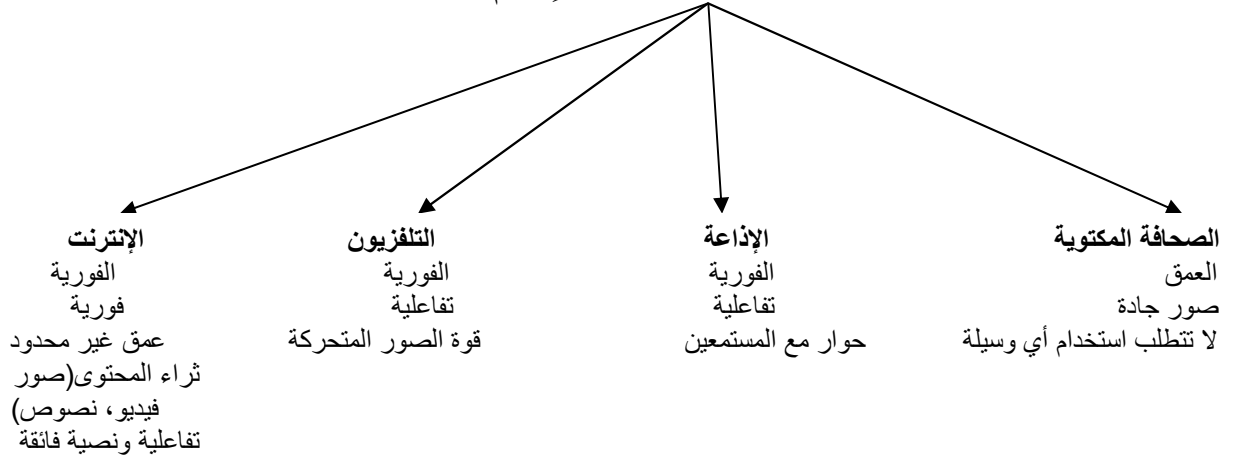 الصحافة المكتوية
العمق
صور جادة
لا تتطلب استخدام أي وسيلة
الإذاعة
الفورية
تفاعلية
حوار مع المستمعين
التلفزيون
الفورية
تفاعلية
قوة الصور المتحركة
الإنترنت
الفورية
فورية
عمق غير محدود
ثراء المحتوى(صور
فيديو، نصوص)
تفاعلية ونصية فائقة